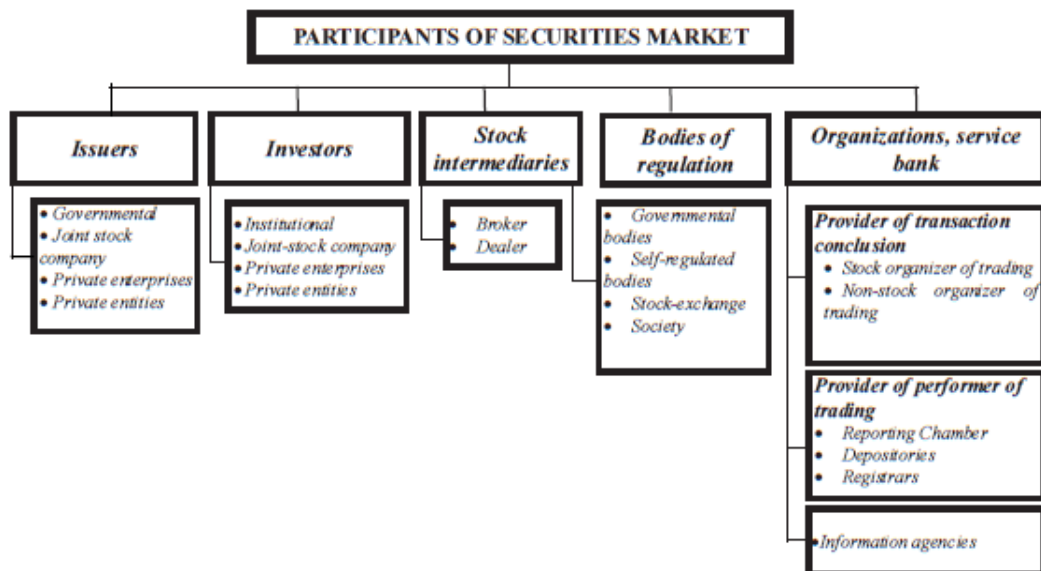 PARTICIPANTS OF SECURITIES MARKET
Issuers
• Governmental
• Joint stock
company
• Private enterprises
• Private entities
Investors
• Institutional
• Joint-stock company
• Private enterprises
• Private entities
Stock
intermediaries
• Broker
• Dealer
Bodies of
regulation
• Governmental
bodies
• Self-regulated
bodies
• Stock-exchange
• Society
Organizations, service
bank
Provider of transaction
conclusion
• Stock organizer of trading
• Non-stock organizer of
trading
Provider of performer of
trading
• Reporting Chamber
• Depositories
• Registrars
•Information agencies